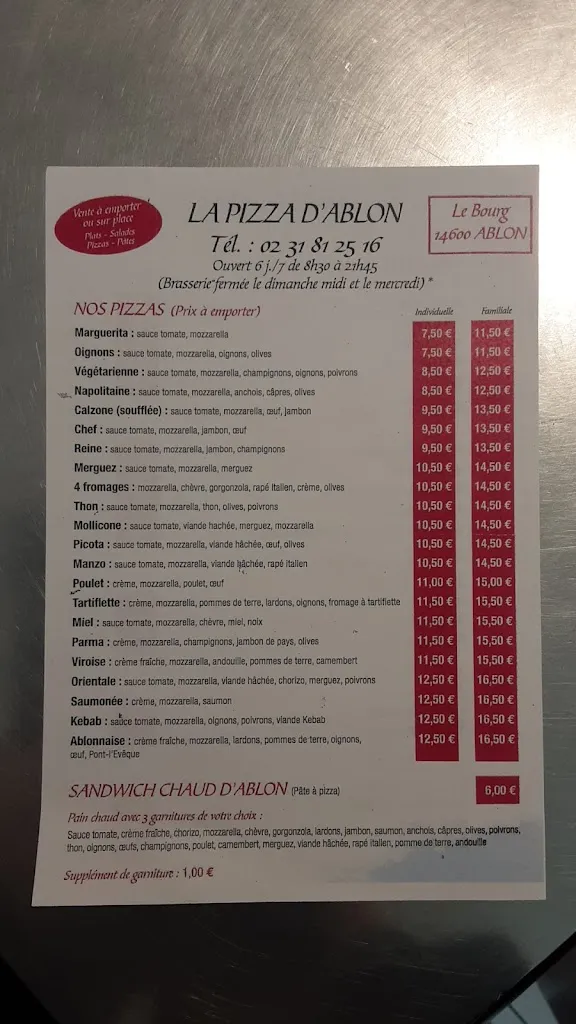 Vente à emporter
ou sur place
Plats - Salades
Pizzas - Pâtes
LA PIZZA D'ABLON
Tél. : 02 31 81 25 16
Ouvert 6 j./7 de 8h30 à 21h45
(Brasserie fermée le dimanche midi et le mercredi) *
Le Bourg
14600 ABLON
NOS PIZZAS (Prix à emporter) Individuelle Familiale
Marguerita : sauce tomate, mozzarella 7,50 € 11,50 €
Oignons : sauce tomate, mozzarella, oignons, olives 7,50 € 11,50 €
Végétarienne : sauce tomate, mozzarella, champignons, oignons, poivrons 8,50 € 12,50 €
Napolitaine : sauce tomate, mozzarella, anchois, câpres, olives 8,50 € 12,50 €
Calzone (soufflée) : sauce tomate, mozzarella, œuf, jambon 9,50 € 13,50 €
Chef : sauce tomate, mozzarella, jambon, œuf 9,50 € 13,50 €
Reine : sauce tomate, mozzarella, jambon, champignons 9,50 € 13,50 €
Merguez : sauce tomate, mozzarella, merguez 10,50 € 14,50 €
4 fromages : mozzarella, chèvre, gorgonzola, rapé italien, crème, olives 10,50 € 14,50 €
Thon : sauce tomate, mozzarella, thon, olives, poivrons 10,50 € 14,50 €
Mollicone : sauce tomate, viande hachée, merguez, mozzarella 10,50 € 14,50 €
Picota : sauce tomate, mozzarella, viande hâchée, œuf, olives 10,50 € 14,50 €
Manzo : sauce tomate, mozzarella, viande hâchée, rapé italien 10,50 € 14,50 €
Poulet : crème, mozzarella, poulet, œuf 11,00 € 15,00 €
Tartiflette : crème, mozzarella, pommes de terre, lardons, oignons, fromage à tartiflette 11,50 € 15,50 €
Miel : sauce tomate, mozzarella, chèvre, miel, noix 11,50 € 15,50 €
Parma : crème, mozzarella, champignons, jambon de pays, olives 11,50 € 15,50 €
Viroise : crème fraîche, mozzarella, andouille, pommes de terre, camembert 11,50 € 15,50 €
Orientale : sauce tomate, mozzarella, viande hâchée, chorizo, merguez, poivrons 12,50 € 16,50 €
Saumonée : crème, mozzarella, saumon 12,50 € 16,50 €
Kebab : sauce tomate, mozzarella, oignons, poivrons, viande Kebab 12,50 € 16,50 €
Ablonnaise : crème fraîche, mozzarella, lardons, pommes de terre, oignons, 12,50 € 16,50 €
œuf, Pont-l'Evêque
SANDWICH CHAUD D'ABLON (Pâte à pizza) 6,00 €
Pain chaud avec 3 garnitures de votre choix :
Sauce tomate, crème fraîche, chorizo, mozzarella, chèvre, gorgonzola, lardons, jambon, saumon, anchois, câpres, olives, poivrons,
thon, oignons, œufs, champignons, poulet, camembert, merguez, viande hâchée, rapé italien, pomme de terre, andouille
Supplément de garniture : 1,00 €